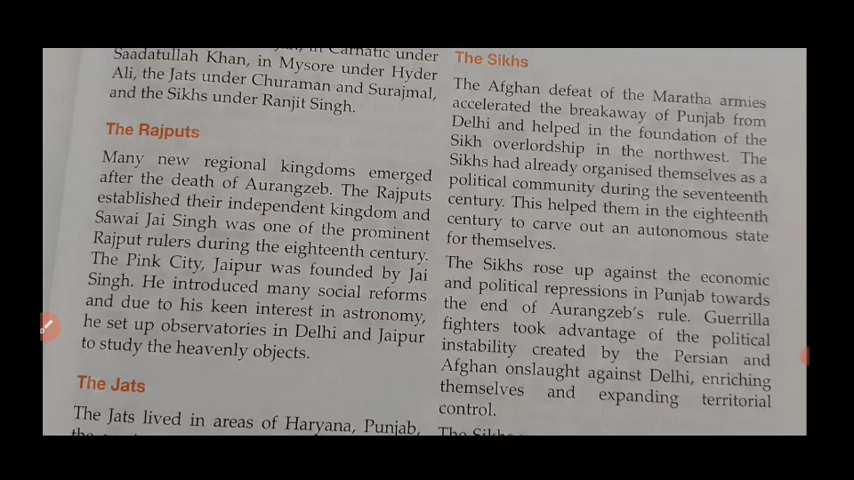 in Carnatic under
Saadatullah Khan, in Mysore under Hyder
Ali, the Jats under Churaman and Surajmal,
and the Sikhs under Ranjit Singh.
The Rajputs
Many new regional kingdoms emerged
after the death of Aurangzeb. The Rajputs
established their independent kingdom and
Sawai Jai Singh was one of the prominent
Rajput rulers during the eighteenth century.
The Pink City, Jaipur was founded by Jai
Singh. He introduced many social reforms
and due to his keen interest in astronomy,
he set up observatories in Delhi and Jaipur
to study the heavenly objects.
The Jats
The Jats lived in areas of Haryana, Punjab,
The Sikhs
The Afghan defeat of the Maratha armies
accelerated the breakaway of Punjab from
Delhi and helped in the foundation of the
Sikh overlordship in the northwest. The
Sikhs had already organised themselves as a
political community during the seventeenth
century. This helped them in the eighteenth
century to carve out an autonomous state
for themselves.
The Sikhs rose up against the economic
and political repressions in Punjab towards
the end of Aurangzeb's rule. Guerrilla
fighters took advantage of the political
instability created by the Persian and
Afghan onslaught against Delhi, enriching
themselves and expanding territorial
control.
The Sikhs